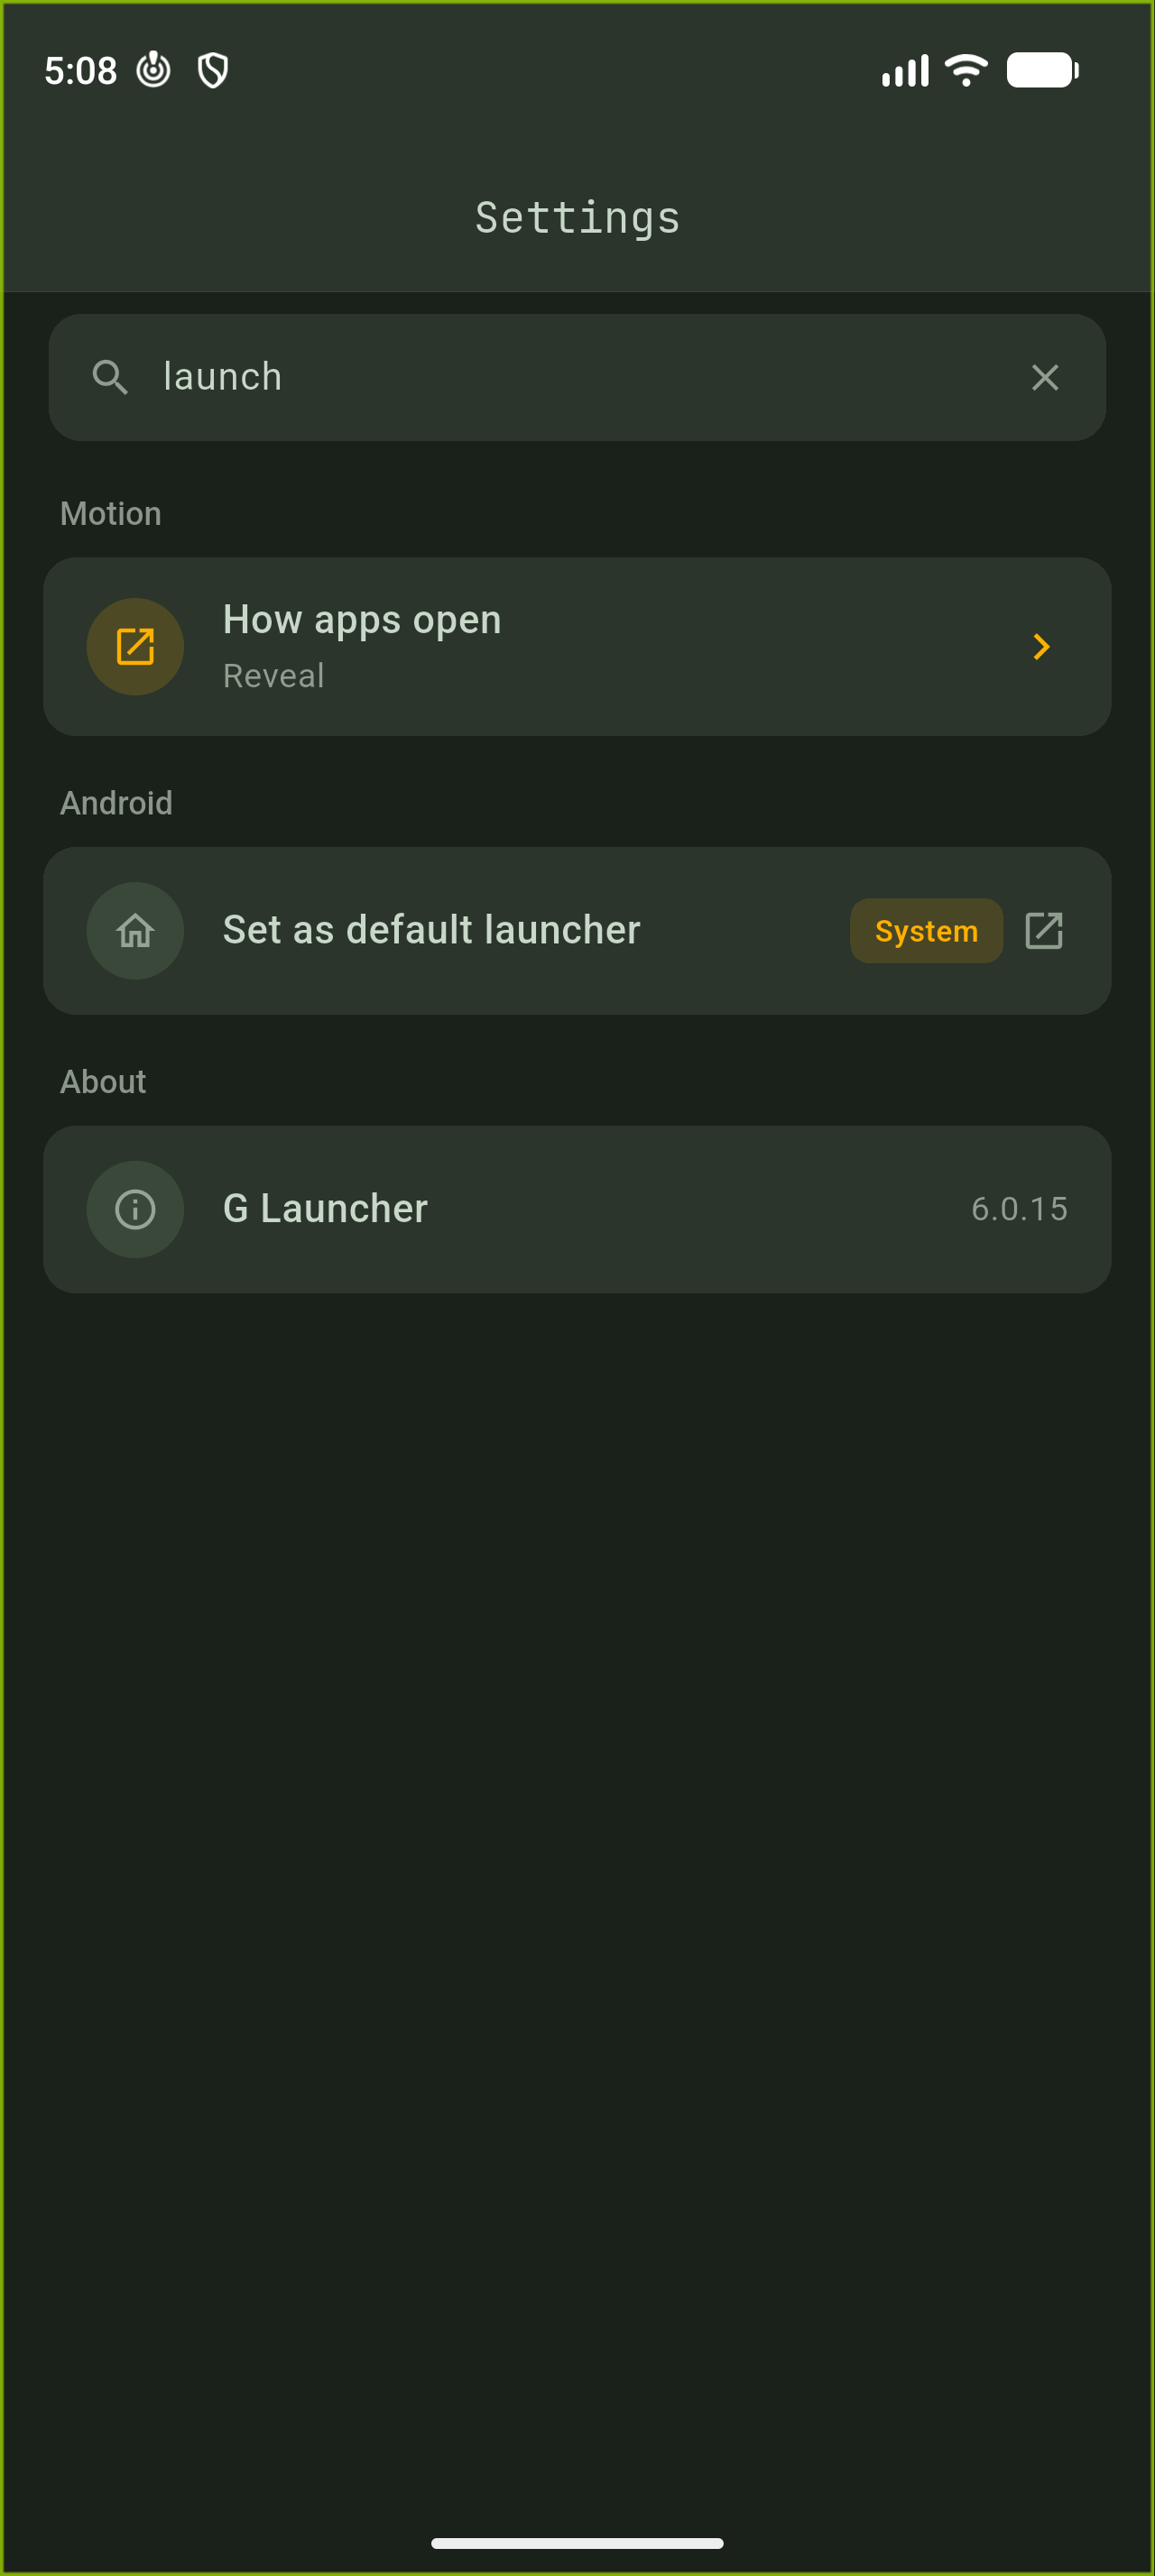 5:08
Settings
launch
Motion
How apps open
Reveal
Android
Set as default launcher
System
About
G Launcher
6.0.15